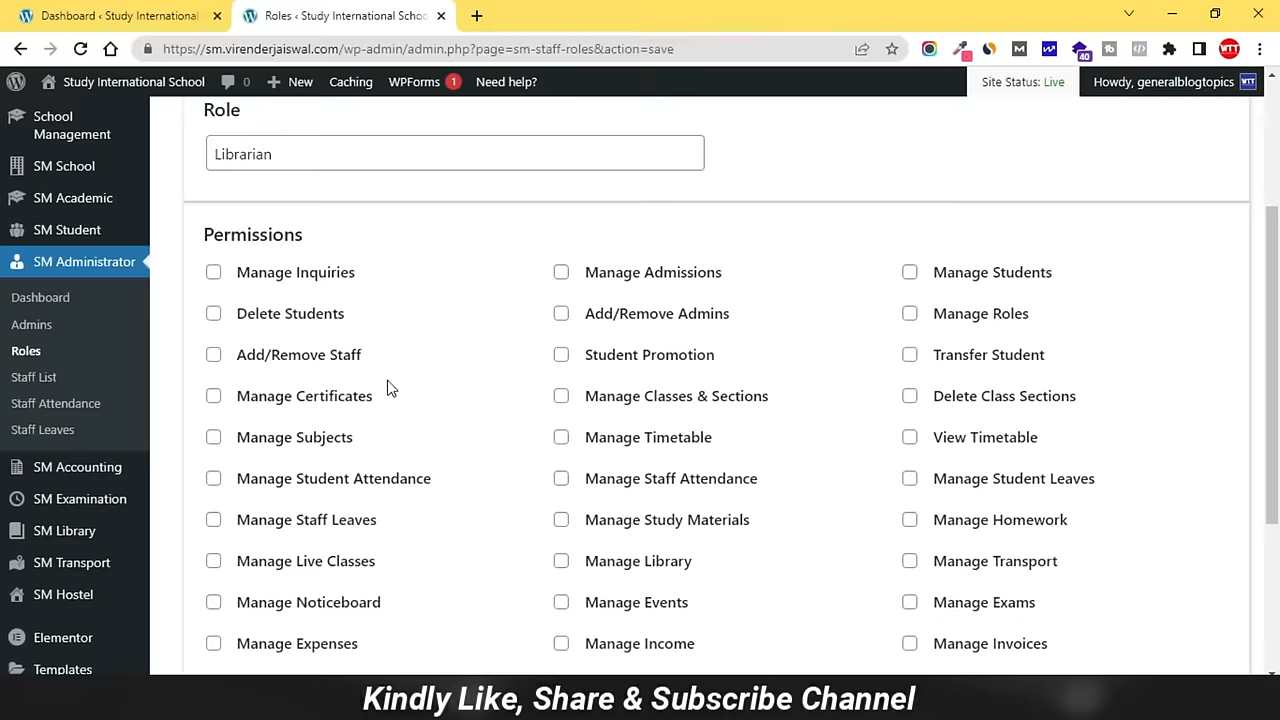 Dashboard ‹ Study International
Roles ‹ Study International Schoo
https://sm.virenderjaiswal.com/wp-admin/admin.php?page=sm-staff-roles&action=save
40
WTT
Study International School
0
New
Caching
WPForms 1
Need help?
Site Status: Live
Howdy, generalblogtopics
WTT
School Management
SM School
SM Academic
SM Student
SM Administrator
Dashboard
Admins
Roles
Staff List
Staff Attendance
Staff Leaves
SM Accounting
SM Examination
SM Library
SM Transport
SM Hostel
Elementor
Templates
Role
Librarian
Permissions
Manage Inquiries
Manage Admissions
Manage Students
Delete Students
Add/Remove Admins
Manage Roles
Add/Remove Staff
Student Promotion
Transfer Student
Manage Certificates
Manage Classes & Sections
Delete Class Sections
Manage Subjects
Manage Timetable
View Timetable
Manage Student Attendance
Manage Staff Attendance
Manage Student Leaves
Manage Staff Leaves
Manage Study Materials
Manage Homework
Manage Live Classes
Manage Library
Manage Transport
Manage Noticeboard
Manage Events
Manage Exams
Manage Expenses
Manage Income
Manage Invoices
Kindly Like, Share & Subscribe Channel